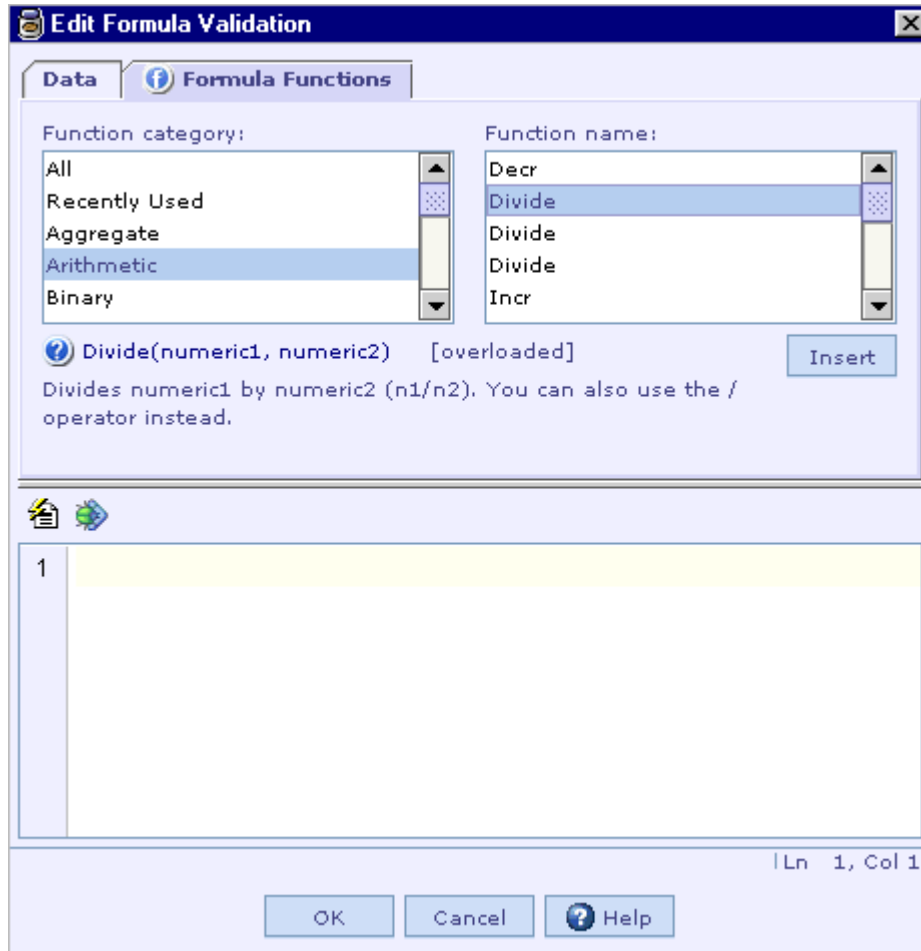 Edit Formula Validation
Data
Formula Functions
Function category:
All
Recently Used
Aggregate
Arithmetic
Binary
Function name:
Decr
Divide
Divide
Divide
Incr
Divide(numeric1, numeric2) [overloaded]
Insert
Divides numeric1 by numeric2 (n1/n2). You can also use the /
operator instead.
1
Ln 1, Col 1
OK
Cancel
Help